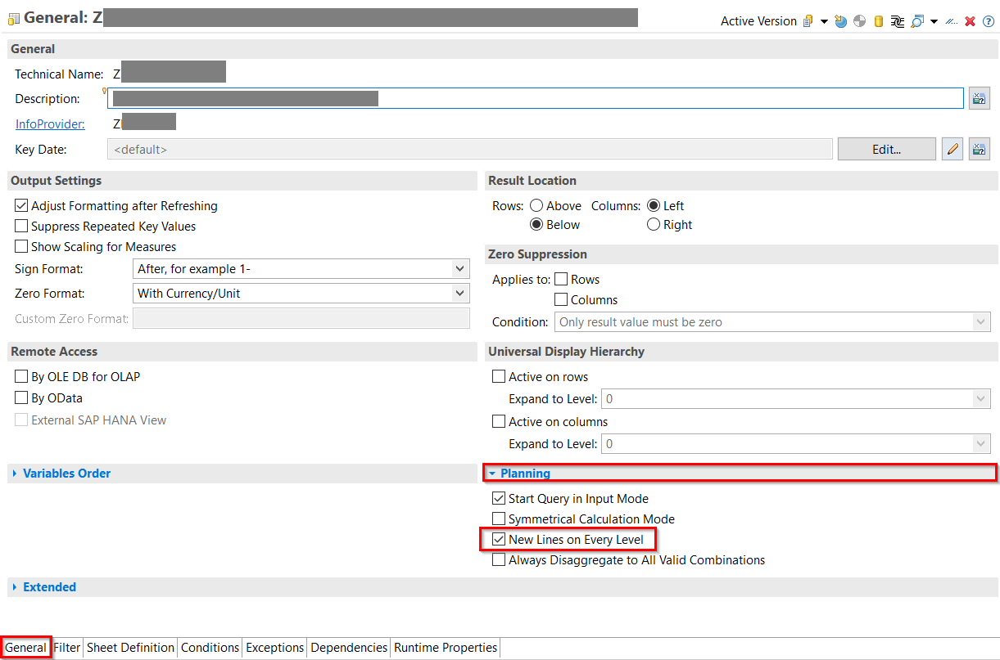 General: Z
Active Version
General
Technical Name: Z
Description:
InfoProvider: Z
Key Date: <default> Edit...
Output Settings
Adjust Formatting after Refreshing
Suppress Repeated Key Values
Show Scaling for Measures
Sign Format: After, for example 1-
Zero Format: With Currency/Unit
Custom Zero Format:
Result Location
Rows: Above Columns: Left
Below Right
Zero Suppression
Applies to: Rows
Columns
Condition: Only result value must be zero
Remote Access
By OLE DB for OLAP
By OData
External SAP HANA View
Universal Display Hierarchy
Active on rows
Expand to Level: 0
Active on columns
Expand to Level: 0
Variables Order
Planning
Start Query in Input Mode
Symmetrical Calculation Mode
New Lines on Every Level
Always Disaggregate to All Valid Combinations
Extended
General Filter Sheet Definition Conditions Exceptions Dependencies Runtime Properties